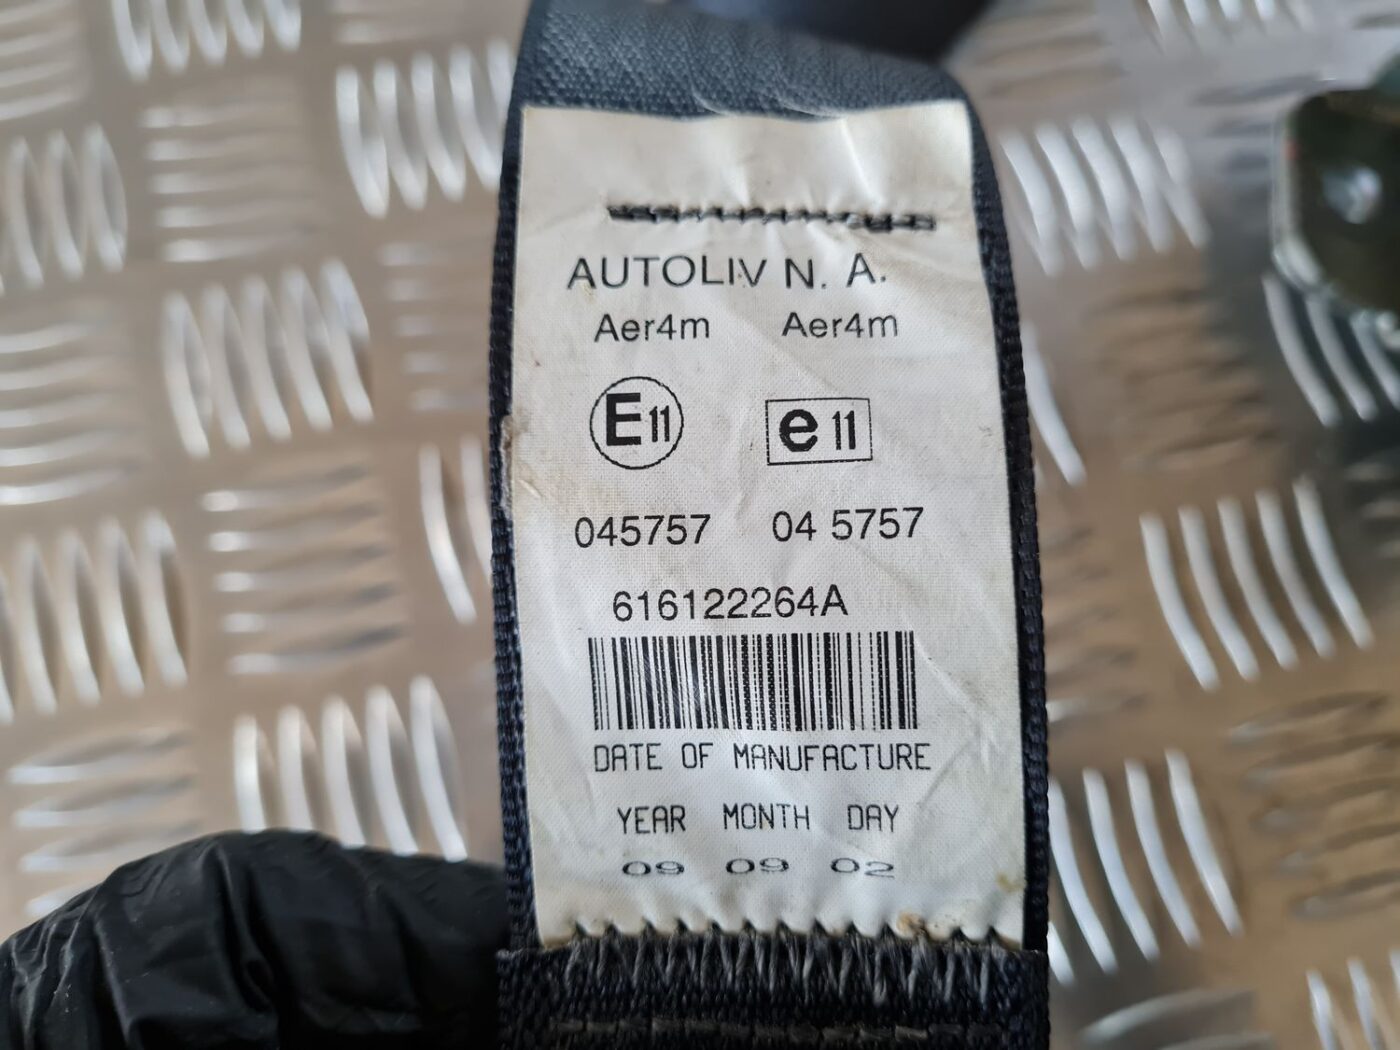 AUTOLIV N. A.
Aer4m Aer4m
E11 e11
045757 04 5757
616122264A
DATE OF MANUFACTURE
YEAR MONTH DAY
09 09 02